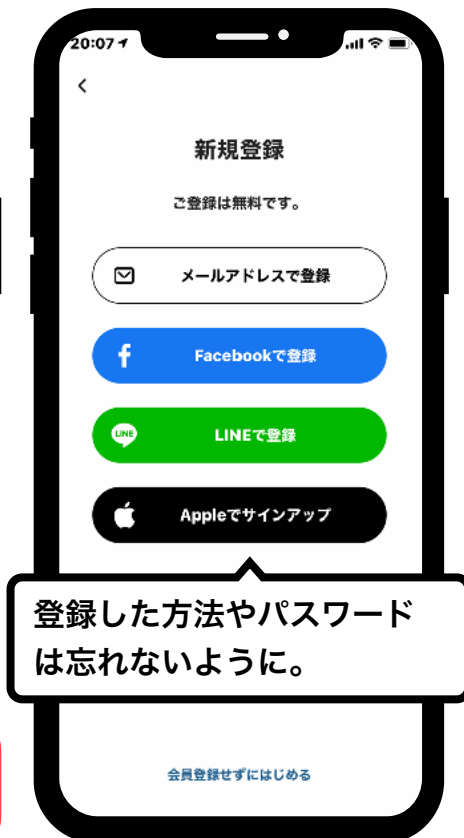 20:07
新規登録
ご登録は無料です。
メールアドレスで登録
Facebookで登録
LINE
LINEで登録
Appleでサインアップ
登録した方法やパスワード
は忘れないように。
会員登録せずにはじめる